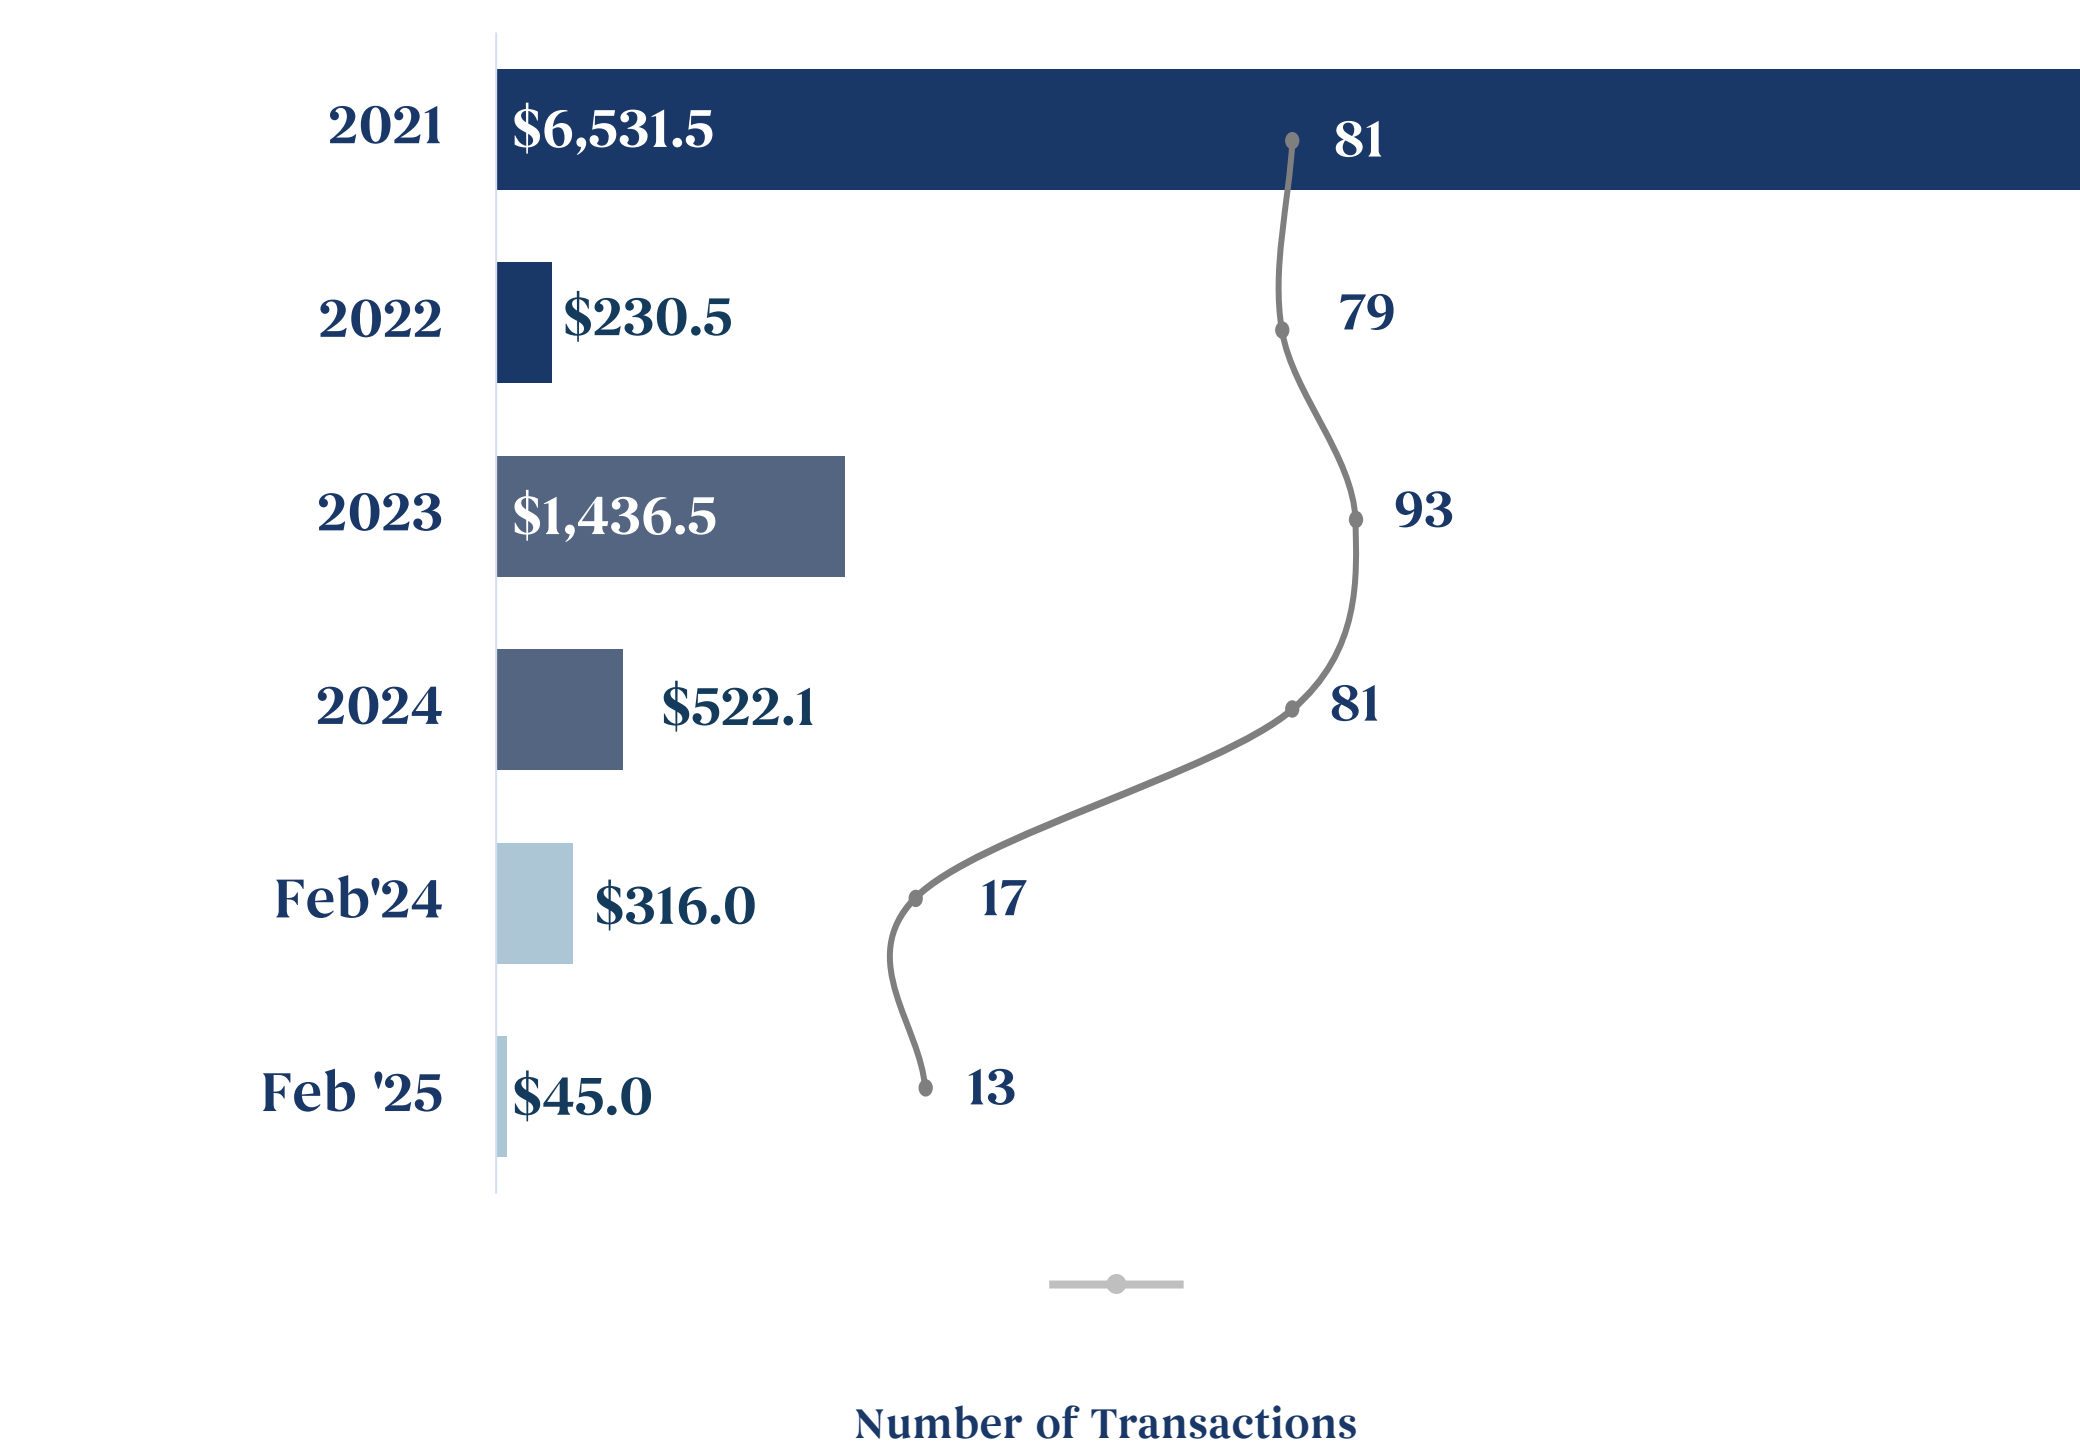 2021 $6,531.5 81
2022 $230.5 79
2023 $1,436.5 93
2024 $522.1 81
Feb'24 $316.0 17
Feb '25 $45.0 13
Number of Transactions